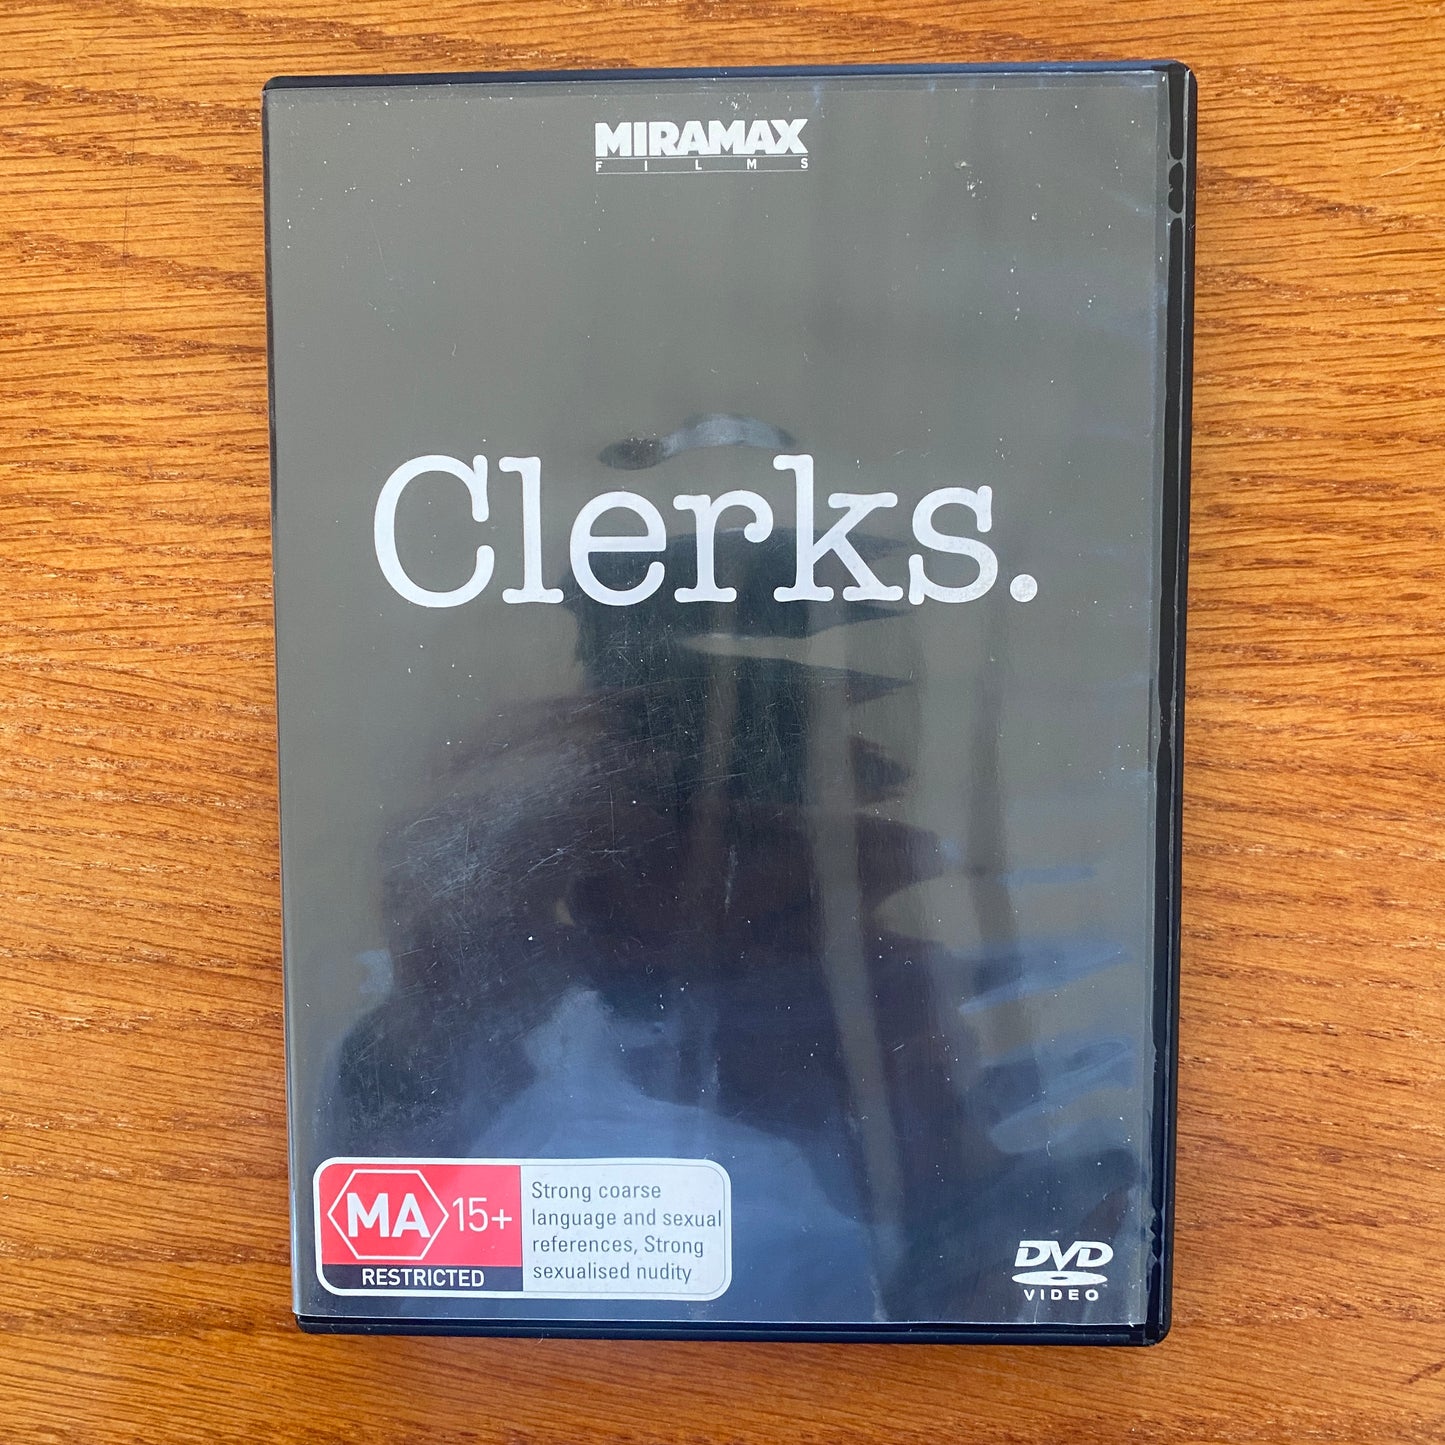 MIRAMAX
FILMS
Clerks.
MA 15+
RESTRICTED
Strong coarse
language and sexual
references, Strong
sexualised nudity
DVD
VIDEO